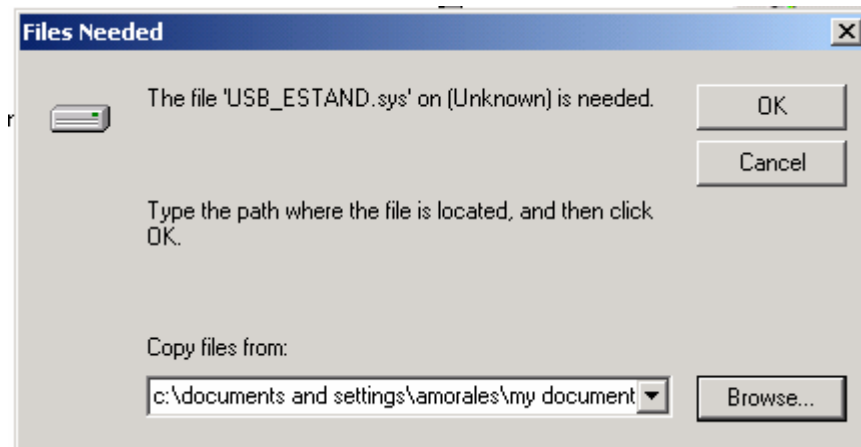 Files Needed
The file 'USB_ESTAND.sys' on (Unknown) is needed.
OK
Cancel
Type the path where the file is located, and then click
OK.
Copy files from:
c:\documents and settings\amorales\my document
Browse...